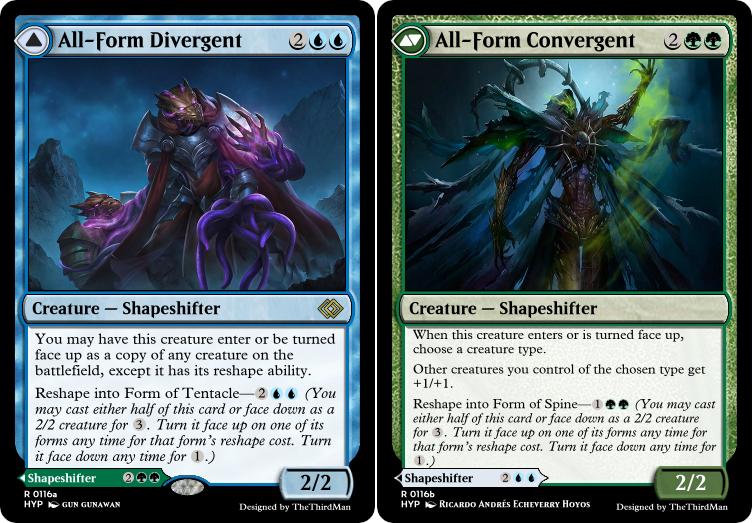 All-Form Divergent 2
Creature — Shapeshifter
You may have this creature enter or be turned
face up as a copy of any creature on the
battlefield, except it has its reshape ability.
Reshape into Form of Tentacle—2 (You
may cast either half of this card or face down as a
2/2 creature for 3. Turn it face up on one of its
forms any time for that form's reshape cost. Turn
it face down any time for 1.)
Shapeshifter 2
2/2
R 0116a
HYP GUN GUNAWAN
Designed by TheThirdMan
All-Form Convergent 2
Creature — Shapeshifter
When this creature enters or is turned face up,
choose a creature type.
Other creatures you control of the chosen type get
+1/+1.
Reshape into Form of Spine—1 (You may
cast either half of this card or face down as a 2/2
creature for 3. Turn it face up on one of its
forms any time for
that form's reshape cost. Turn it face down any time for
1.)
Shapeshifter 2
2/2
R 0116b
HYP Ricardo Andrés Echeverry Hoyos
Designed by TheThirdMan